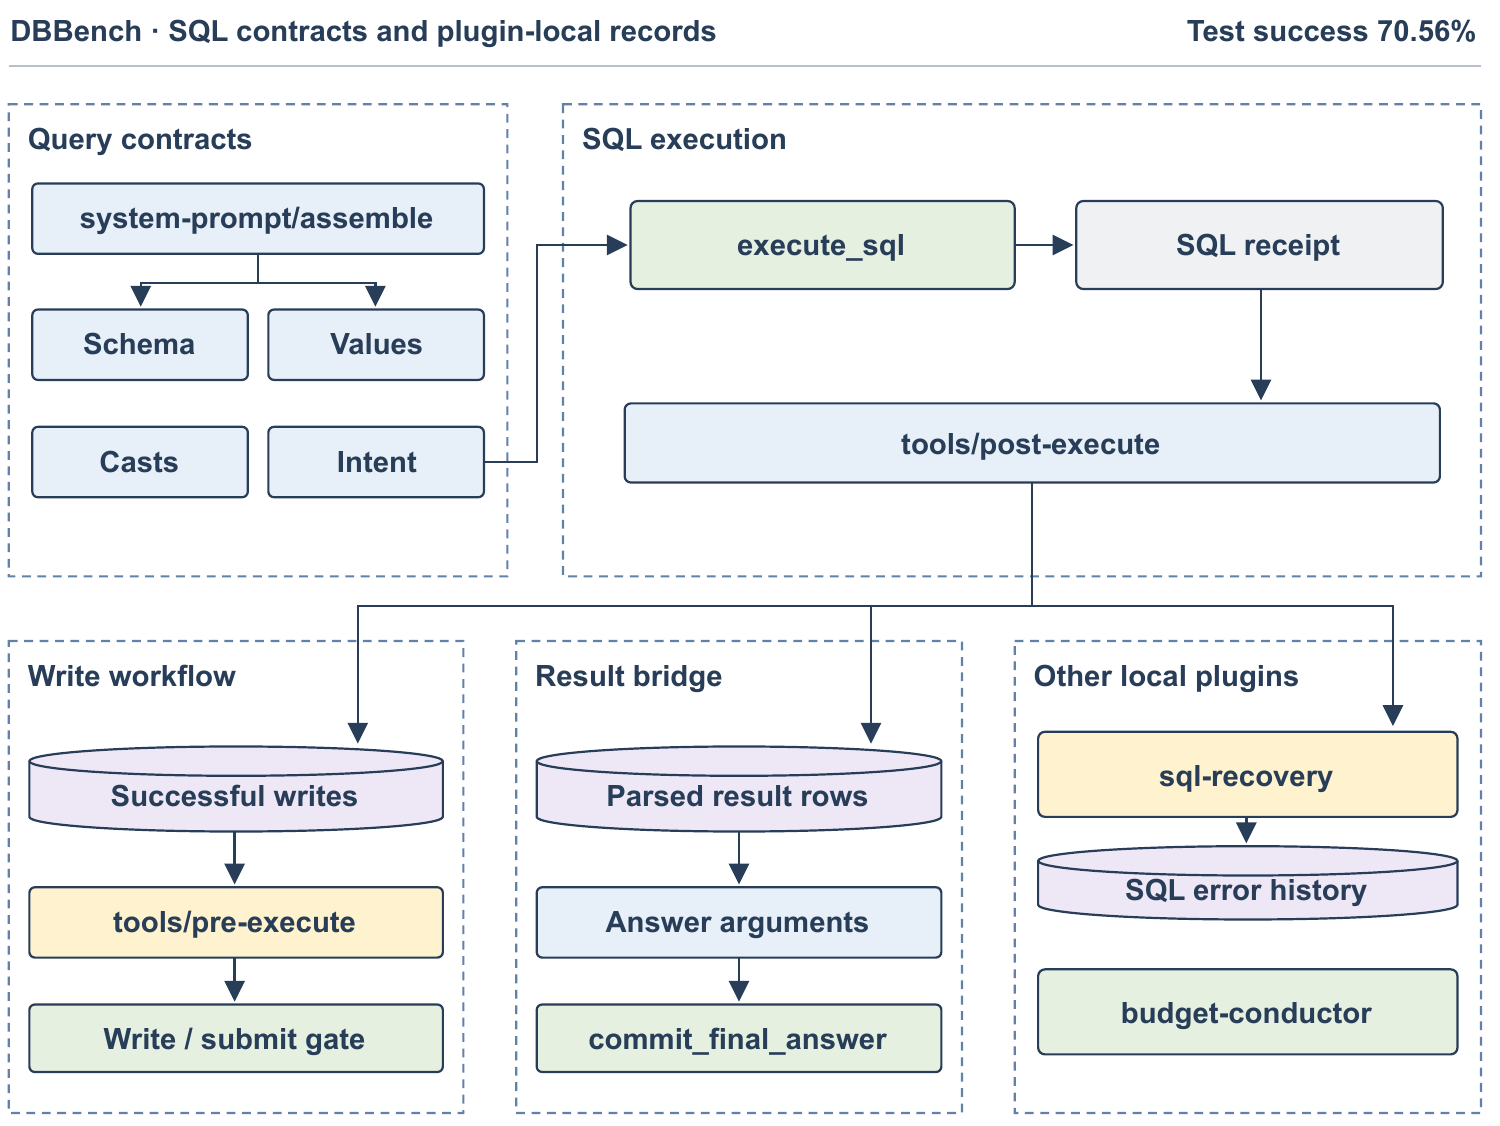 DBBench · SQL contracts and plugin-local records
Test success 70.56%
Query contracts
system-prompt/assemble
Schema
Values
Casts
Intent
SQL execution
execute_sql
SQL receipt
tools/post-execute
Write workflow
Successful writes
tools/pre-execute
Write / submit gate
Result bridge
Parsed result rows
Answer arguments
commit_final_answer
Other local plugins
sql-recovery
SQL error history
budget-conductor